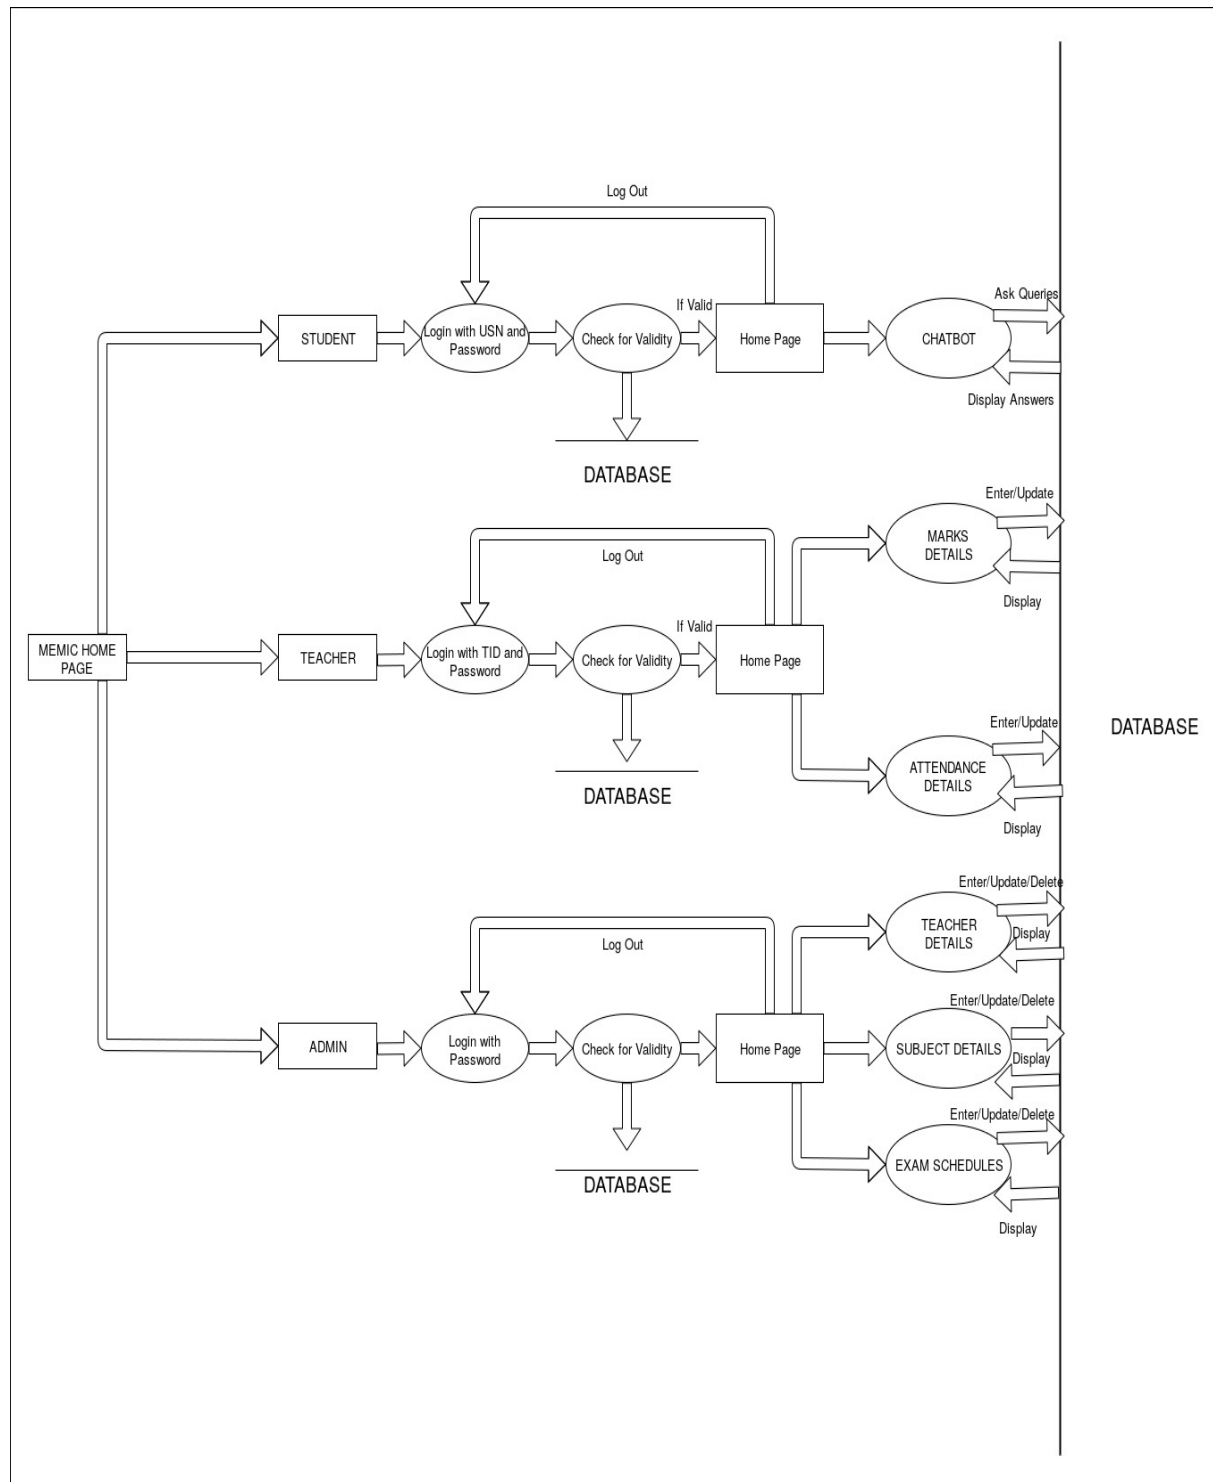 Log Out
If Valid
Ask Queries
STUDENT
Login with USN and
Password
Check for Validity
Home Page
CHATBOT
Display Answers
DATABASE
Enter/Update
Log Out
MARKS
DETAILS
Display
If Valid
MEMIC HOME
PAGE
TEACHER
Login with TID and
Password
Check for Validity
Home Page
Enter/Update
DATABASE
ATTENDANCE
DETAILS
DATABASE
Display
Enter/Update/Delete
Log Out
TEACHER
DETAILS
Display
Enter/Update/Delete
ADMIN
Login with
Password
Check for Validity
Home Page
SUBJECT DETAILS
Display
Enter/Update/Delete
EXAM SCHEDULES
DATABASE
Display